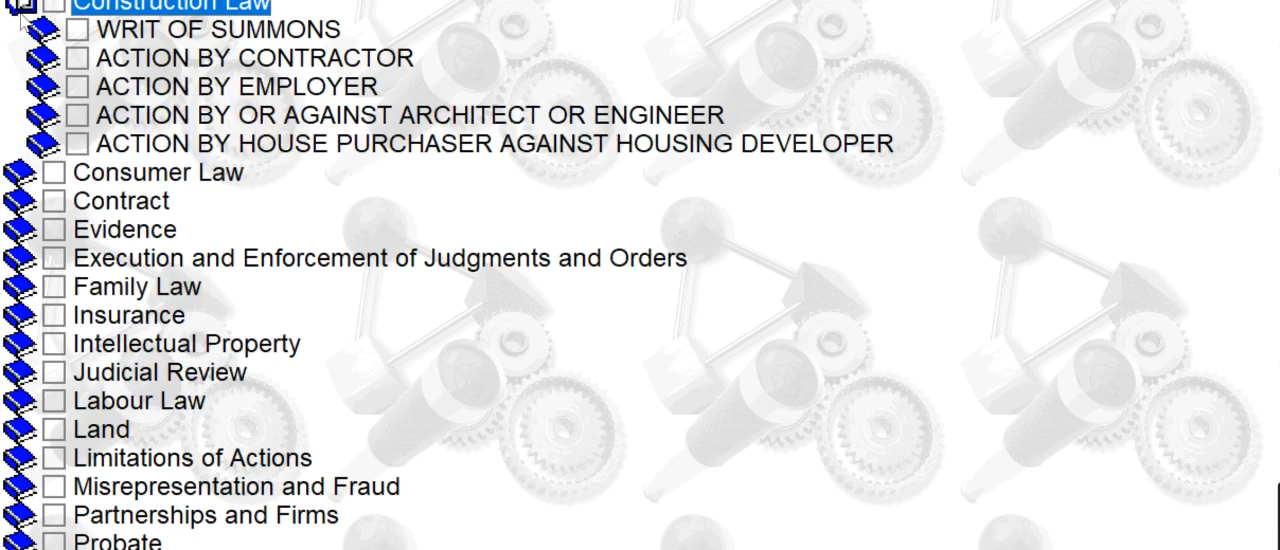 Construction Law
WRIT OF SUMMONS
ACTION BY CONTRACTOR
ACTION BY EMPLOYER
ACTION BY OR AGAINST ARCHITECT OR ENGINEER
ACTION BY HOUSE PURCHASER AGAINST HOUSING DEVELOPER
Consumer Law
Contract
Evidence
Execution and Enforcement of Judgments and Orders
Family Law
Insurance
Intellectual Property
Judicial Review
Labour Law
Land
Limitations of Actions
Misrepresentation and Fraud
Partnerships and Firms
Probate